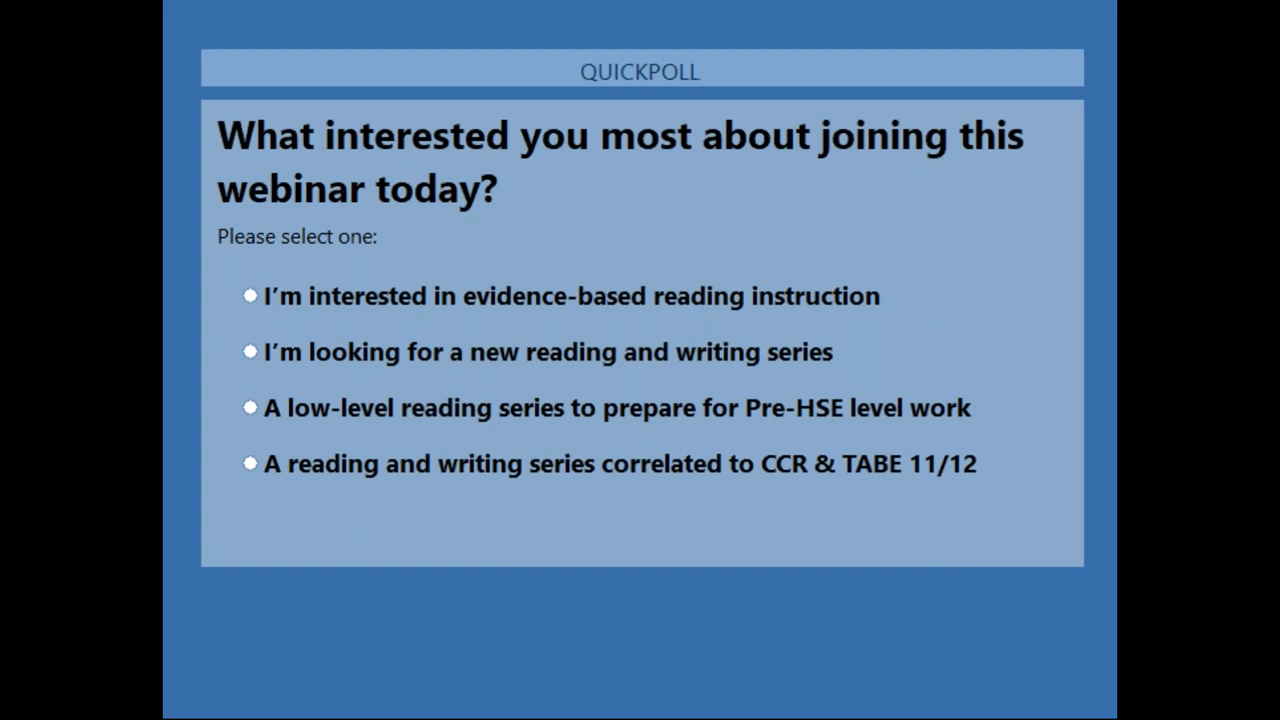 QUICKPOLL
What interested you most about joining this
webinar today?
Please select one:
I’m interested in evidence-based reading instruction
I’m looking for a new reading and writing series
A low-level reading series to prepare for Pre-HSE level work
A reading and writing series correlated to CCR & TABE 11/12